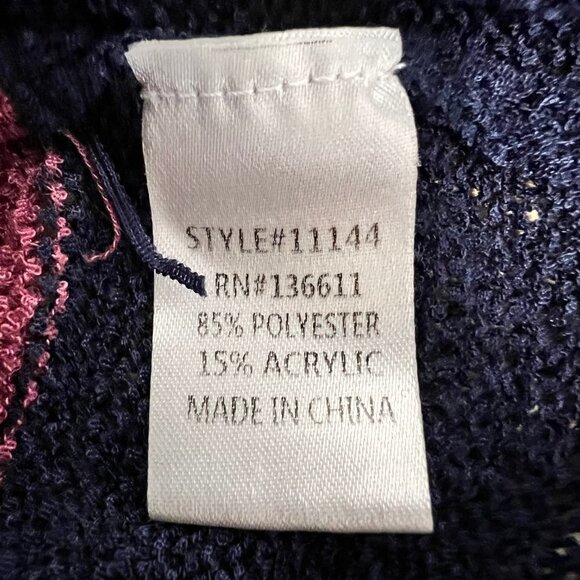 STYLE#11144
RN#136611
85% POLYESTER
15% ACRYLIC
MADE IN CHINA